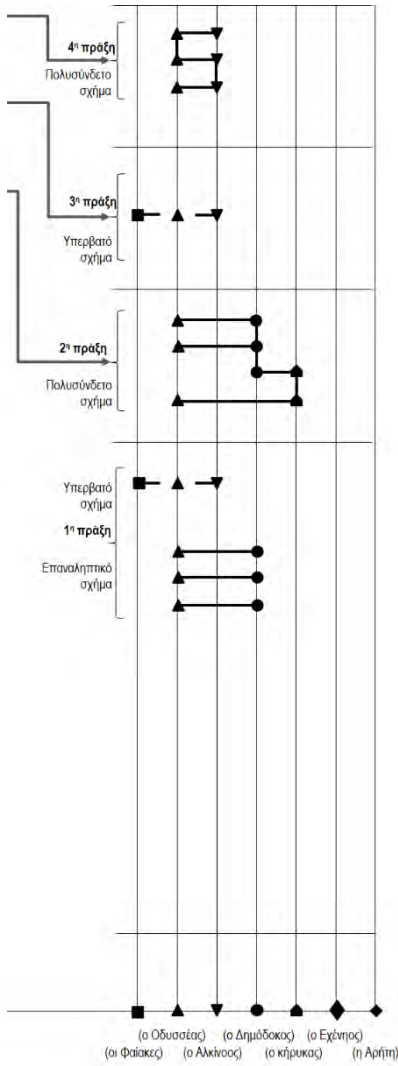 4η πράξη
Πολυσύνδετο
σχήμα
3η πράξη
Υπερβατό
σχήμα
2η πράξη
Πολυσύνδετο
σχήμα
Υπερβατό
σχήμα
1η πράξη
Επαναληπτικό
σχήμα
(ο Οδυσσέας) (ο Δημόδοκος) (ο Εχένηος)
(οι Φαίακες) (ο Αλκίνοος) (ο κήρυκας) (η Αρήτη)